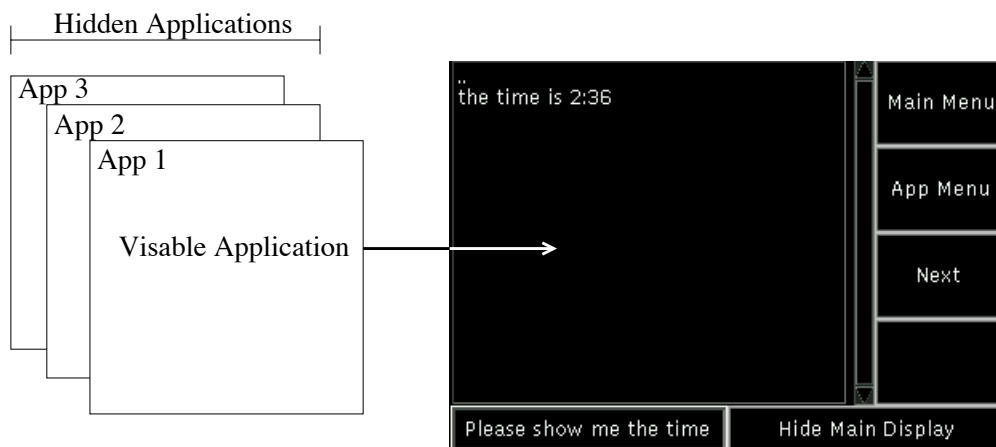 Hidden Applications
App 3
App 2
App 1
Visable Application
..
the time is 2:36
Main Menu
App Menu
Next
Please show me the time
Hide Main Display